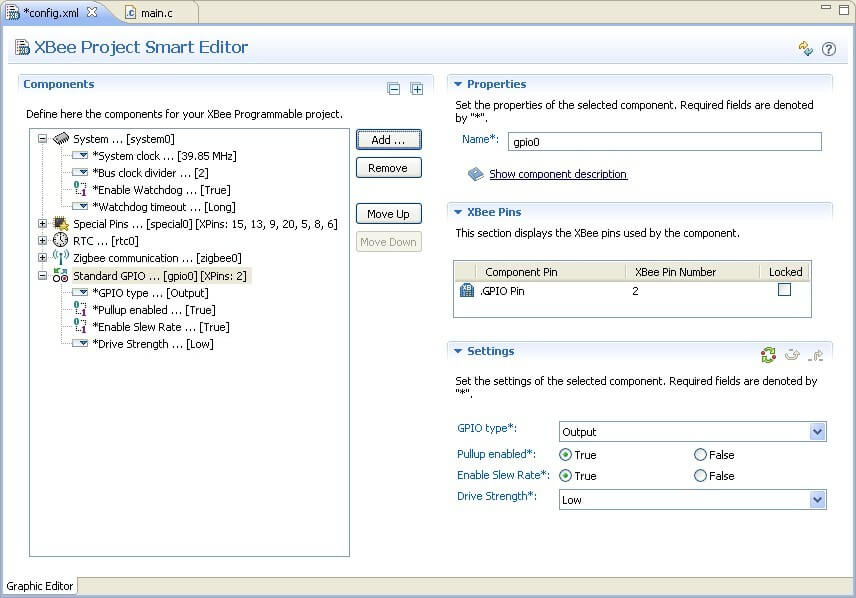 *config.xml
main.c
XBee Project Smart Editor
Components
Define here the components for your XBee Programmable project.
System ... [system0]
*System clock ... [39.85 MHz]
*Bus clock divider ... [2]
*Enable Watchdog ... [True]
*Watchdog timeout ... [Long]
Special Pins ... [special0] [XPins: 15, 13, 9, 20, 5, 8, 6]
RTC ... [rtc0]
Zigbee communication ... [zigbee0]
Standard GPIO ... [gpio0] [XPins: 2]
*GPIO type ... [Output]
*Pullup enabled ... [True]
*Enable Slew Rate ... [True]
*Drive Strength ... [Low]
Add ...
Remove
Move Up
Move Down
Properties
Set the properties of the selected component. Required fields are denoted
by "*".
Name*: gpio0
Show component description
XBee Pins
This section displays the XBee pins used by the component.
Component Pin XBee Pin Number Locked
.GPIO Pin 2
Settings
Set the settings of the selected component. Required fields are denoted by
"*".
GPIO type*: Output
Pullup enabled*: True False
Enable Slew Rate*: True False
Drive Strength*: Low
Graphic Editor